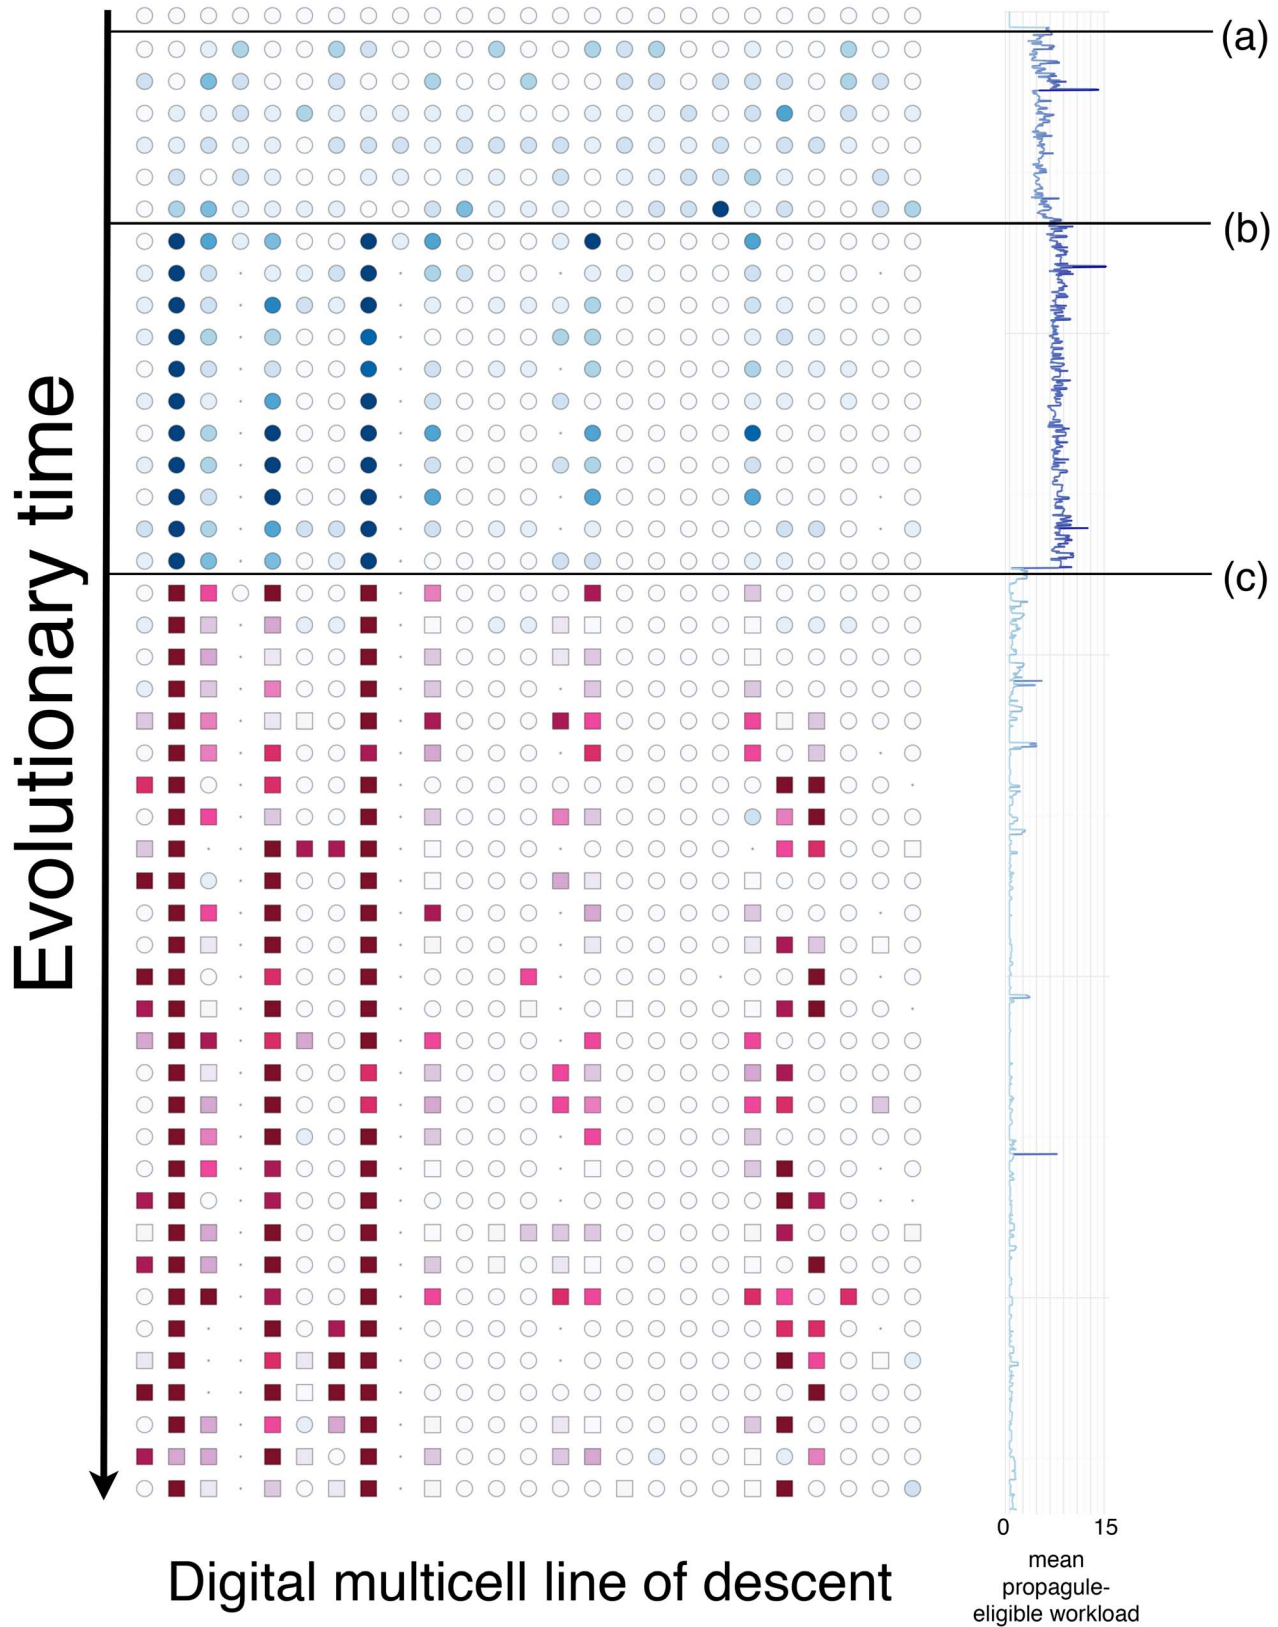 (a)
(b)
(c)
Evolutionary time
Digital multicell line of descent
0 15
mean
propagule-
eligible workload